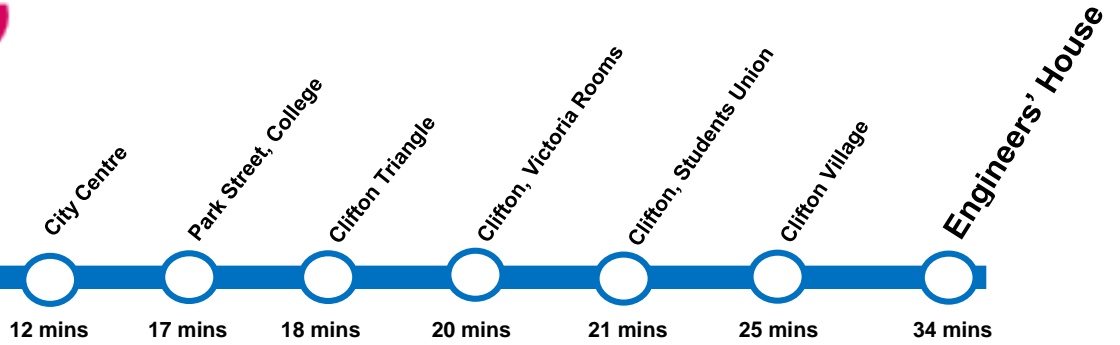 City Centre
Park Street, College
Clifton Triangle
Clifton, Victoria Rooms
Clifton, Students Union
Clifton Village
Engineers’ House
12 mins
17 mins
18 mins
20 mins
21 mins
25 mins
34 mins